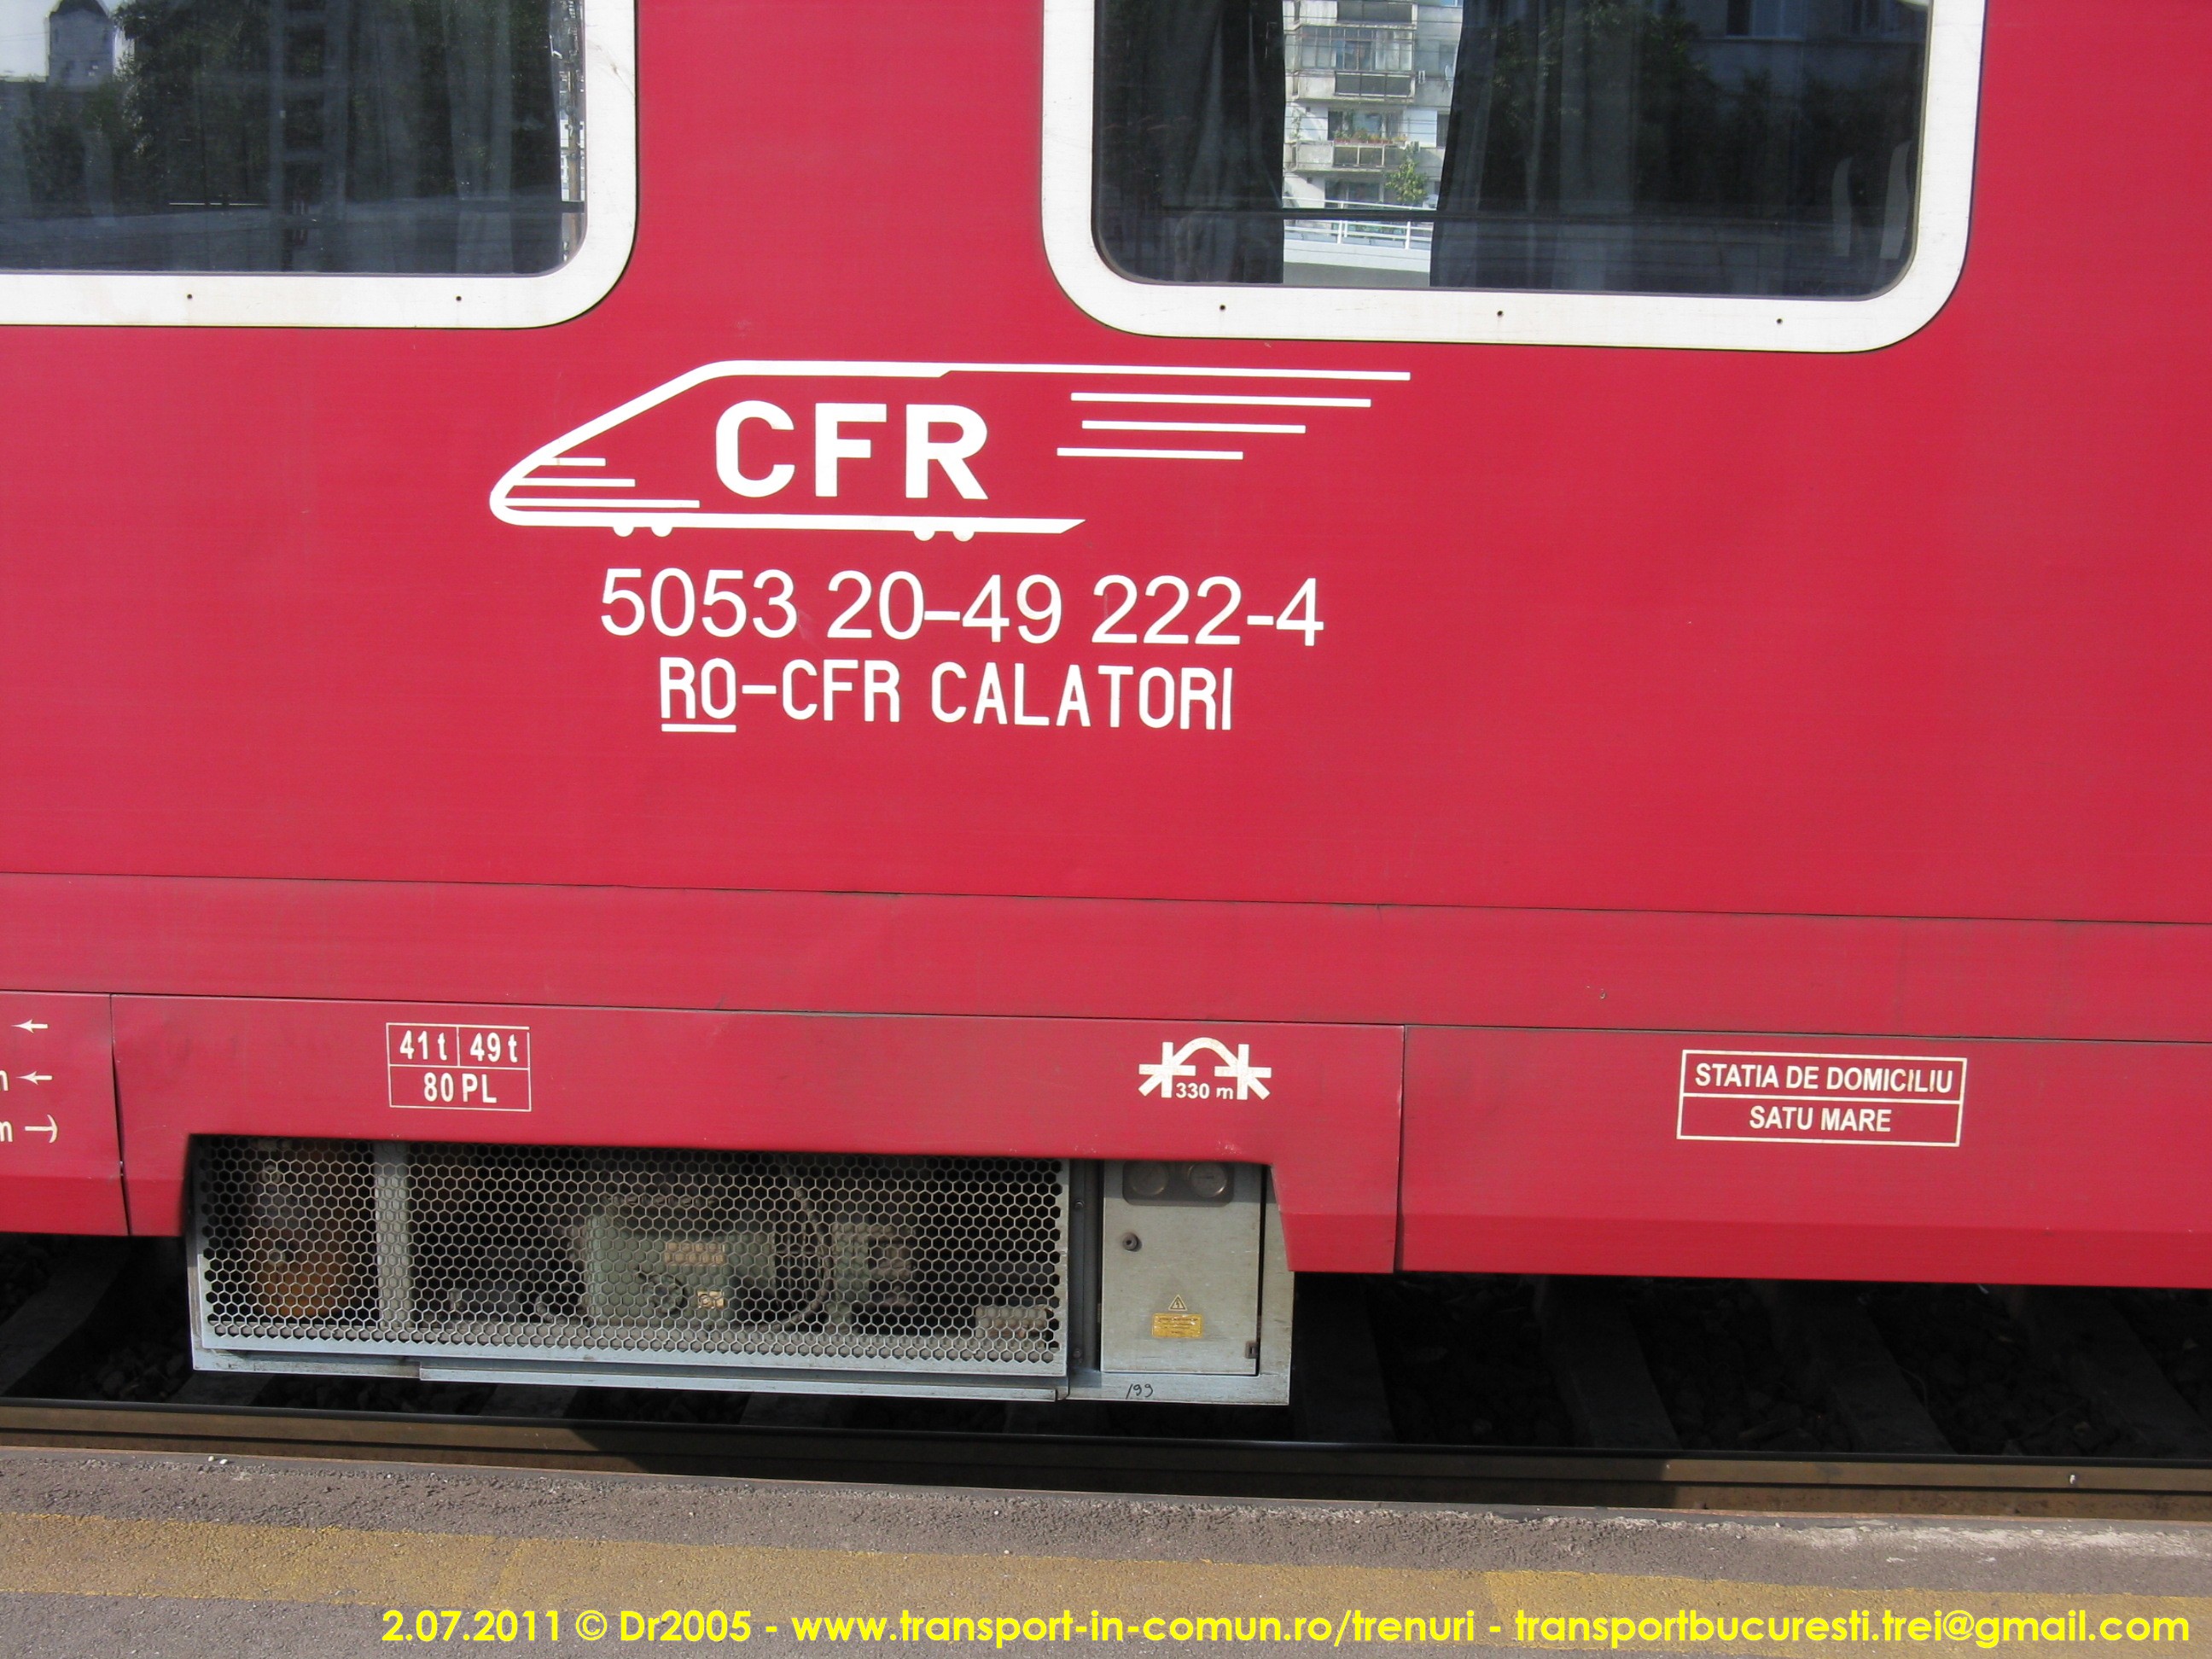 CFR
5053 20-49 222-4
RO-CFR CALATORI
41 t 49 t
80 PL
330 m
STATIA DE DOMICILIU
SATU MARE
m
199
2.07.2011 © Dr2005 - www.transport-in-comun.ro/trenuri - transportbucuresti.trei@gmail.com